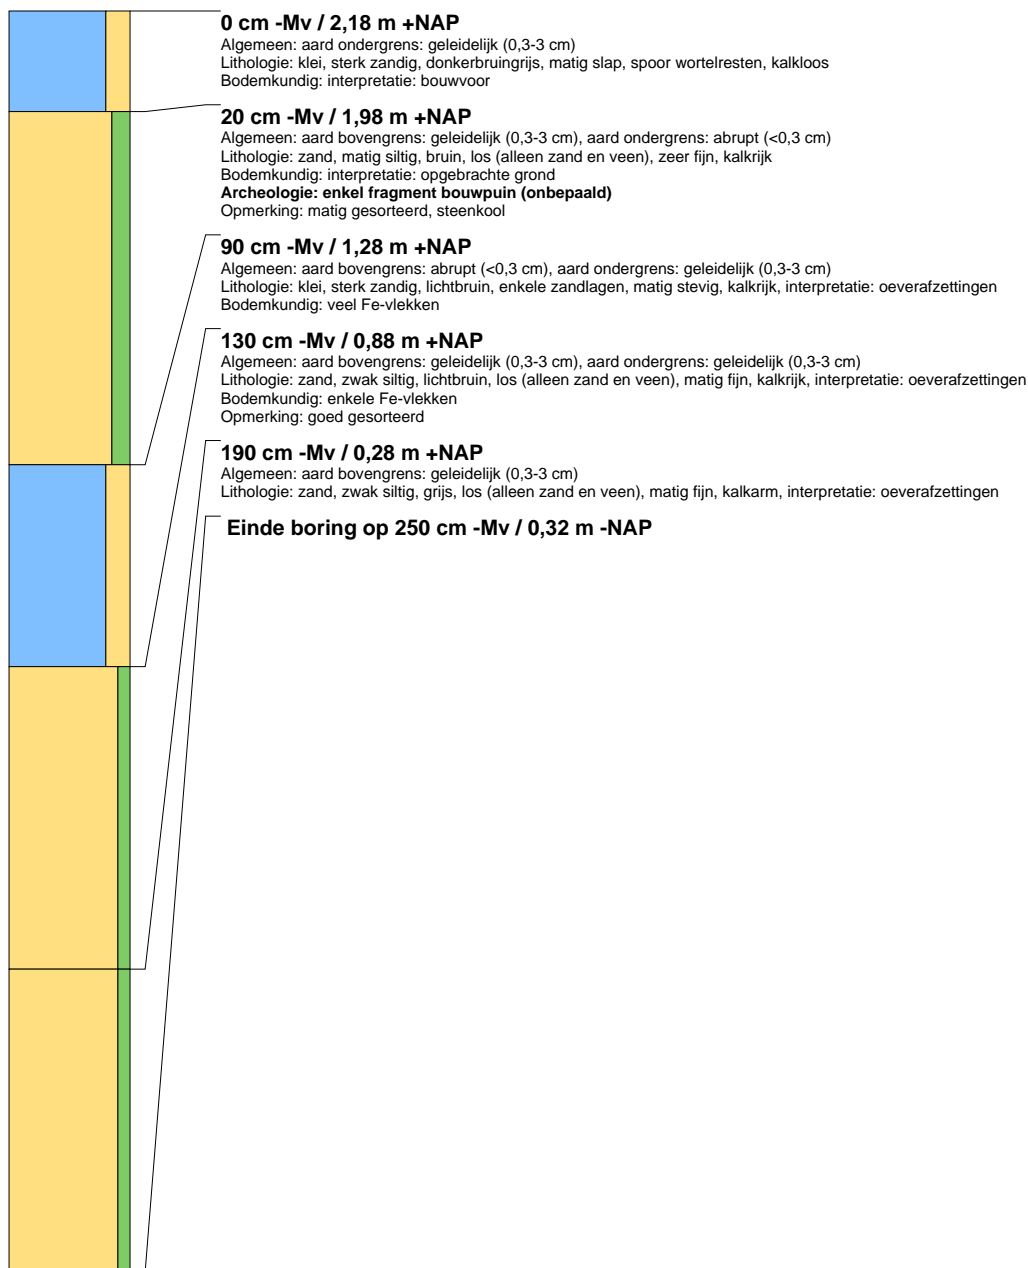 0 cm -Mv / 2,18 m +NAP
Algemeen: aard ondergrens: geleidelijk (0,3-3 cm)
Lithologie: klei, sterk zandig, donkerbruingrijs, matig slap, spoor wortelresten, kalkloos
Bodemkundig: interpretatie: bouwvoor
20 cm -Mv / 1,98 m +NAP
Algemeen: aard bovengrens: geleidelijk (0,3-3 cm), aard ondergrens: abrupt (<0,3 cm)
Lithologie: zand, matig siltig, bruin, los (alleen zand en veen), zeer fijn, kalkrijk
Bodemkundig: interpretatie: opgebrachte grond
Archeologie: enkel fragment bouwpuin (onbepaald)
Opmerking: matig gesorteerd, steenkool
90 cm -Mv / 1,28 m +NAP
Algemeen: aard bovengrens: abrupt (<0,3 cm), aard ondergrens: geleidelijk (0,3-3 cm)
Lithologie: klei, sterk zandig, lichtbruin, enkele zandlagen, matig stevig, kalkrijk, interpretatie: oeverafzettingen
Bodemkundig: veel Fe-vlekken
130 cm -Mv / 0,88 m +NAP
Algemeen: aard bovengrens: geleidelijk (0,3-3 cm), aard ondergrens: geleidelijk (0,3-3 cm)
Lithologie: zand, zwak siltig, lichtbruin, los (alleen zand en veen), matig fijn, kalkrijk, interpretatie: oeverafzettingen
Bodemkundig: enkele Fe-vlekken
Opmerking: goed gesorteerd
190 cm -Mv / 0,28 m +NAP
Algemeen: aard bovengrens: geleidelijk (0,3-3 cm)
Lithologie: zand, zwak siltig, grijs, los (alleen zand en veen), matig fijn, kalkarm, interpretatie: oeverafzettingen
Einde boring op 250 cm -Mv / 0,32 m -NAP